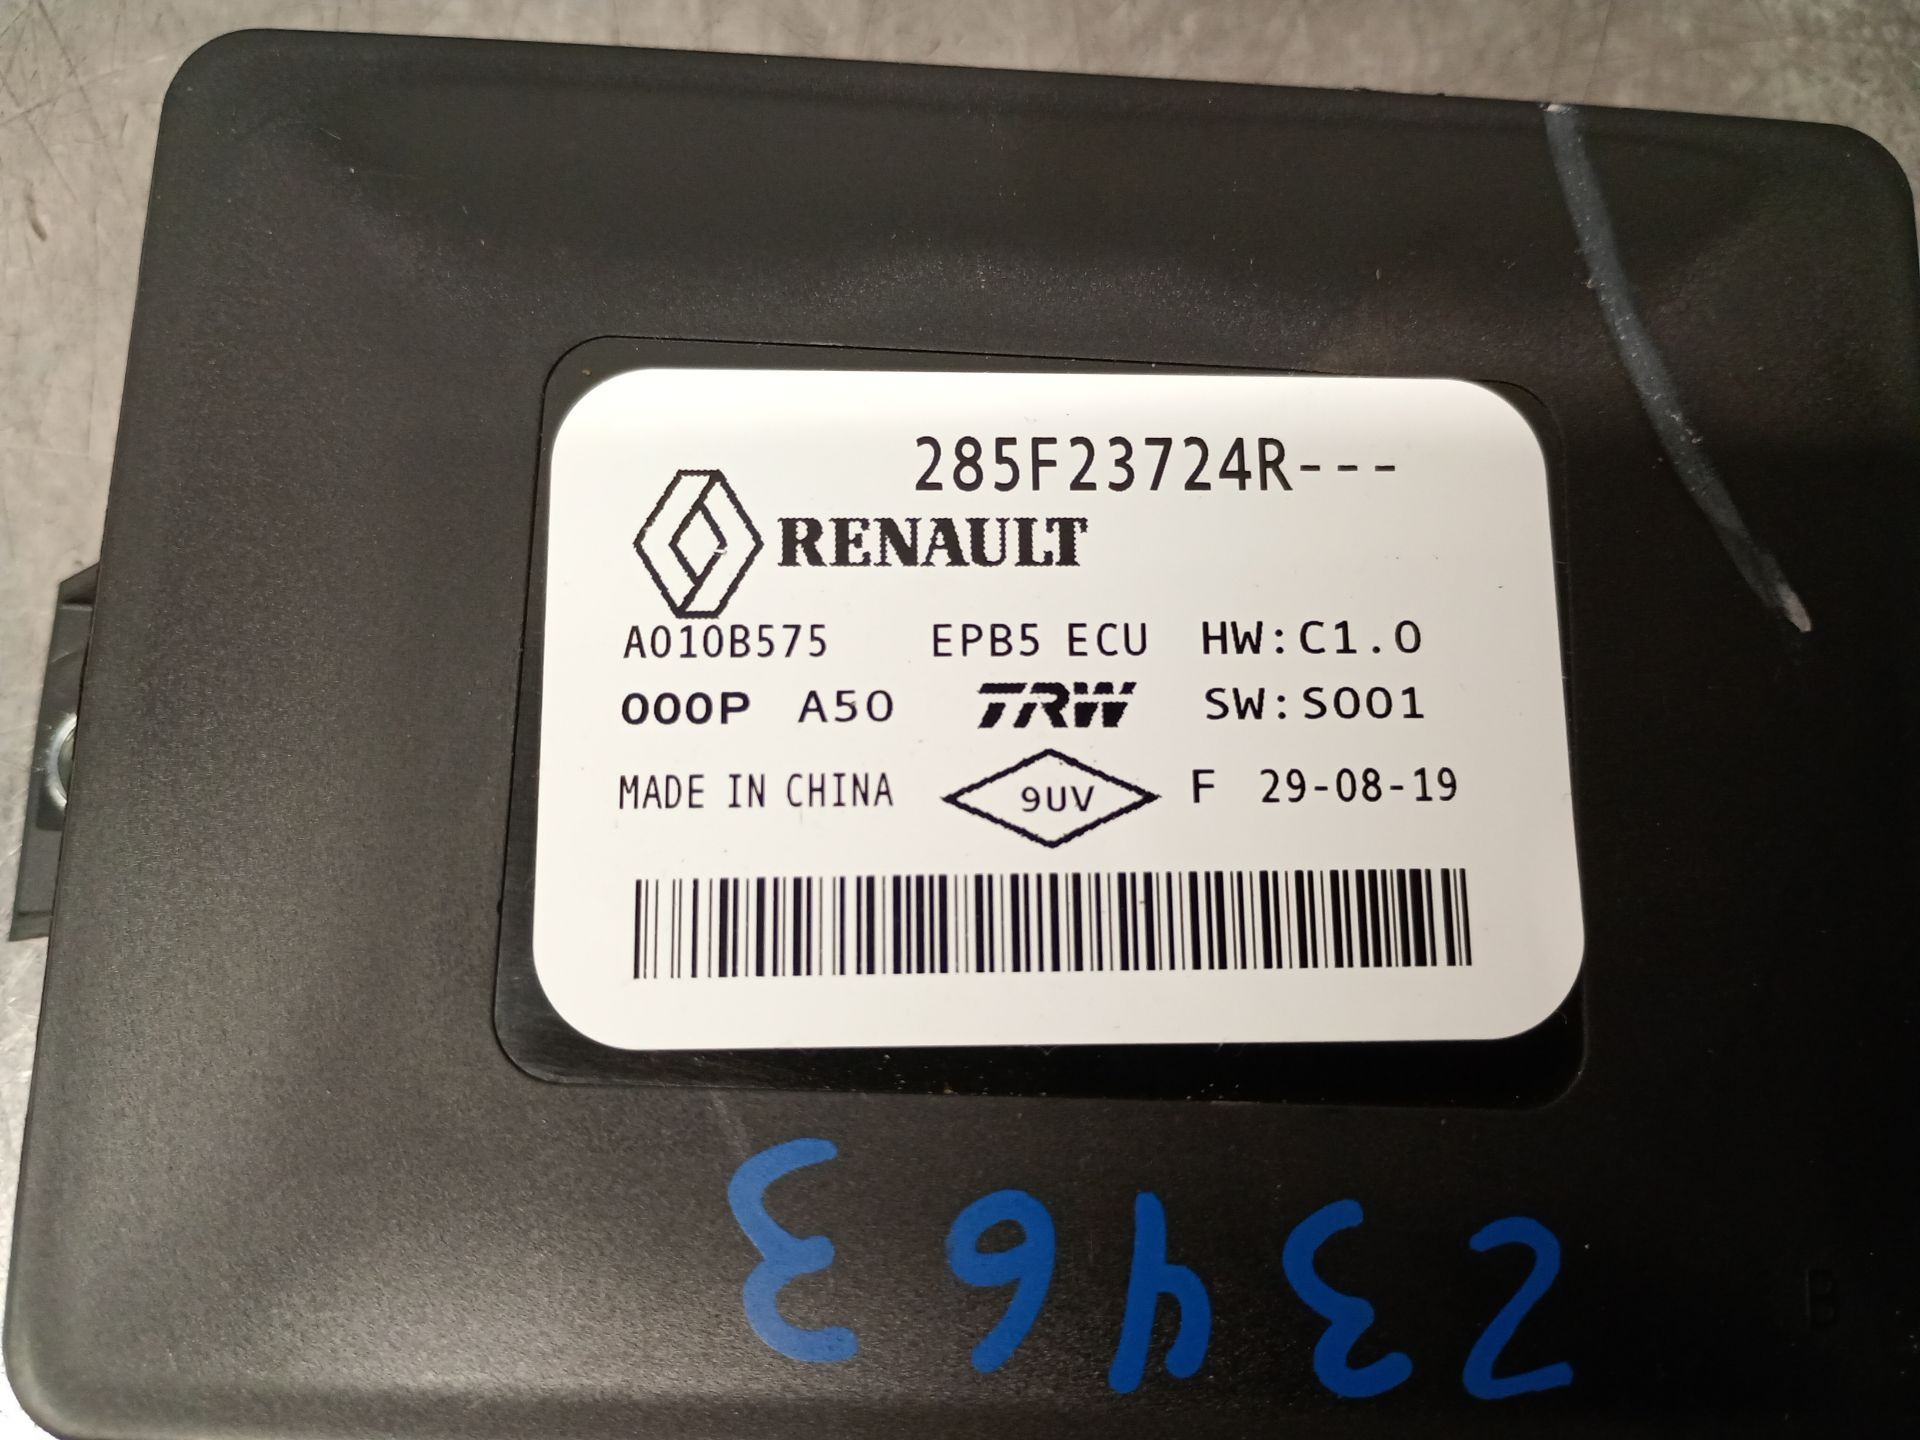 285F23724R---
RENAULT
A010B575 EPB5 ECU HW:C1.0
000P A50 TRW SW:S001
MADE IN CHINA 9UV F 29-08-19
23463
B